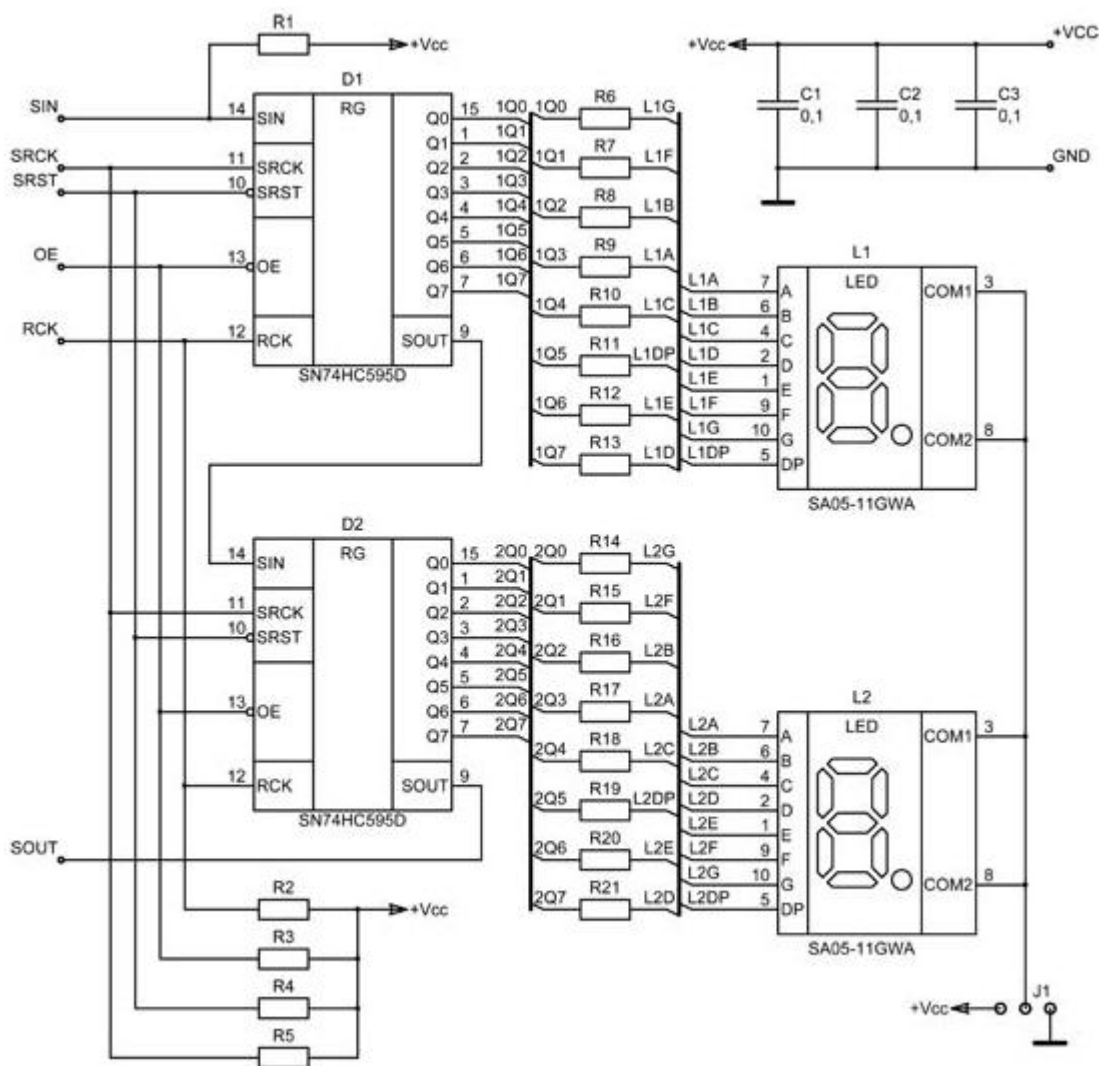 R1
+Vcc
+Vcc
+VCC
D1
C1
0,1
C2
0,1
C3
0,1
GND
SIN
14
SIN
RG
Q0
15
1Q0
1Q0
R6
L1G
Q1
1
1Q1
SRCK
11
SRCK
Q2
2
1Q2
1Q1
R7
L1F
SRST
10
SRST
Q3
3
1Q3
Q4
4
1Q4
1Q2
R8
L1B
Q5
5
1Q5
OE
13
OE
Q6
6
1Q6
1Q3
R9
L1A
Q7
7
1Q7
1Q4
R10
L1C
RCK
12
RCK
SOUT
9
1Q5
R11
L1DP
SN74HC595D
1Q6
R12
L1E
1Q7
R13
L1D
L1
LED
L1A
7
A
COM1
3
L1B
6
B
L1C
4
C
L1D
2
D
L1E
1
E
L1F
9
F
L1G
10
G
COM2
8
L1DP
5
DP
SA05-11GWA
D2
14
SIN
RG
Q0
15
2Q0
2Q0
R14
L2G
Q1
1
2Q1
11
SRCK
Q2
2
2Q2
2Q1
R15
L2F
10
SRST
Q3
3
2Q3
Q4
4
2Q4
2Q2
R16
L2B
Q5
5
2Q5
13
OE
Q6
6
2Q6
2Q3
R17
L2A
Q7
7
2Q7
2Q4
R18
L2C
12
RCK
SOUT
9
2Q5
R19
L2DP
SN74HC595D
2Q6
R20
L2E
2Q7
R21
L2D
L2
LED
L2A
7
A
COM1
3
L2B
6
B
L2C
4
C
L2D
2
D
L2E
1
E
L2F
9
F
L2G
10
G
COM2
8
L2DP
5
DP
SA05-11GWA
SOUT
R2
+Vcc
R3
R4
R5
+Vcc
J1